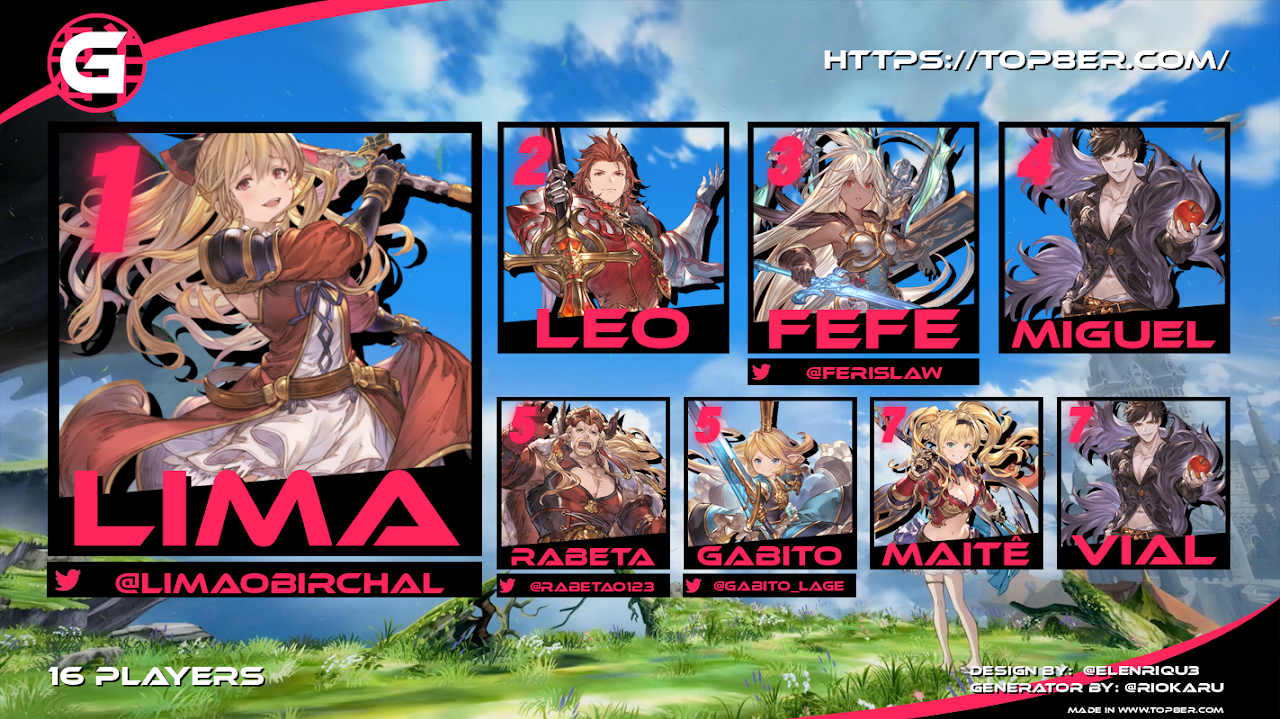 G
HTTPS://TOP8ER.COM/
1
LIMA
@LIMAOBIRCHAL
2
LEO
3
FEFE
@FERISLAW
4
MIGUEL
5
RABETA
@RABETA0123
5
GABITO
@GABITO_LAGE
7
MAITÊ
7
VIAL
16 PLAYERS
DESIGN BY: @ELENRIQU3
GENERATOR BY: @RIOKARU
MADE IN WWW.TOP8ER.COM